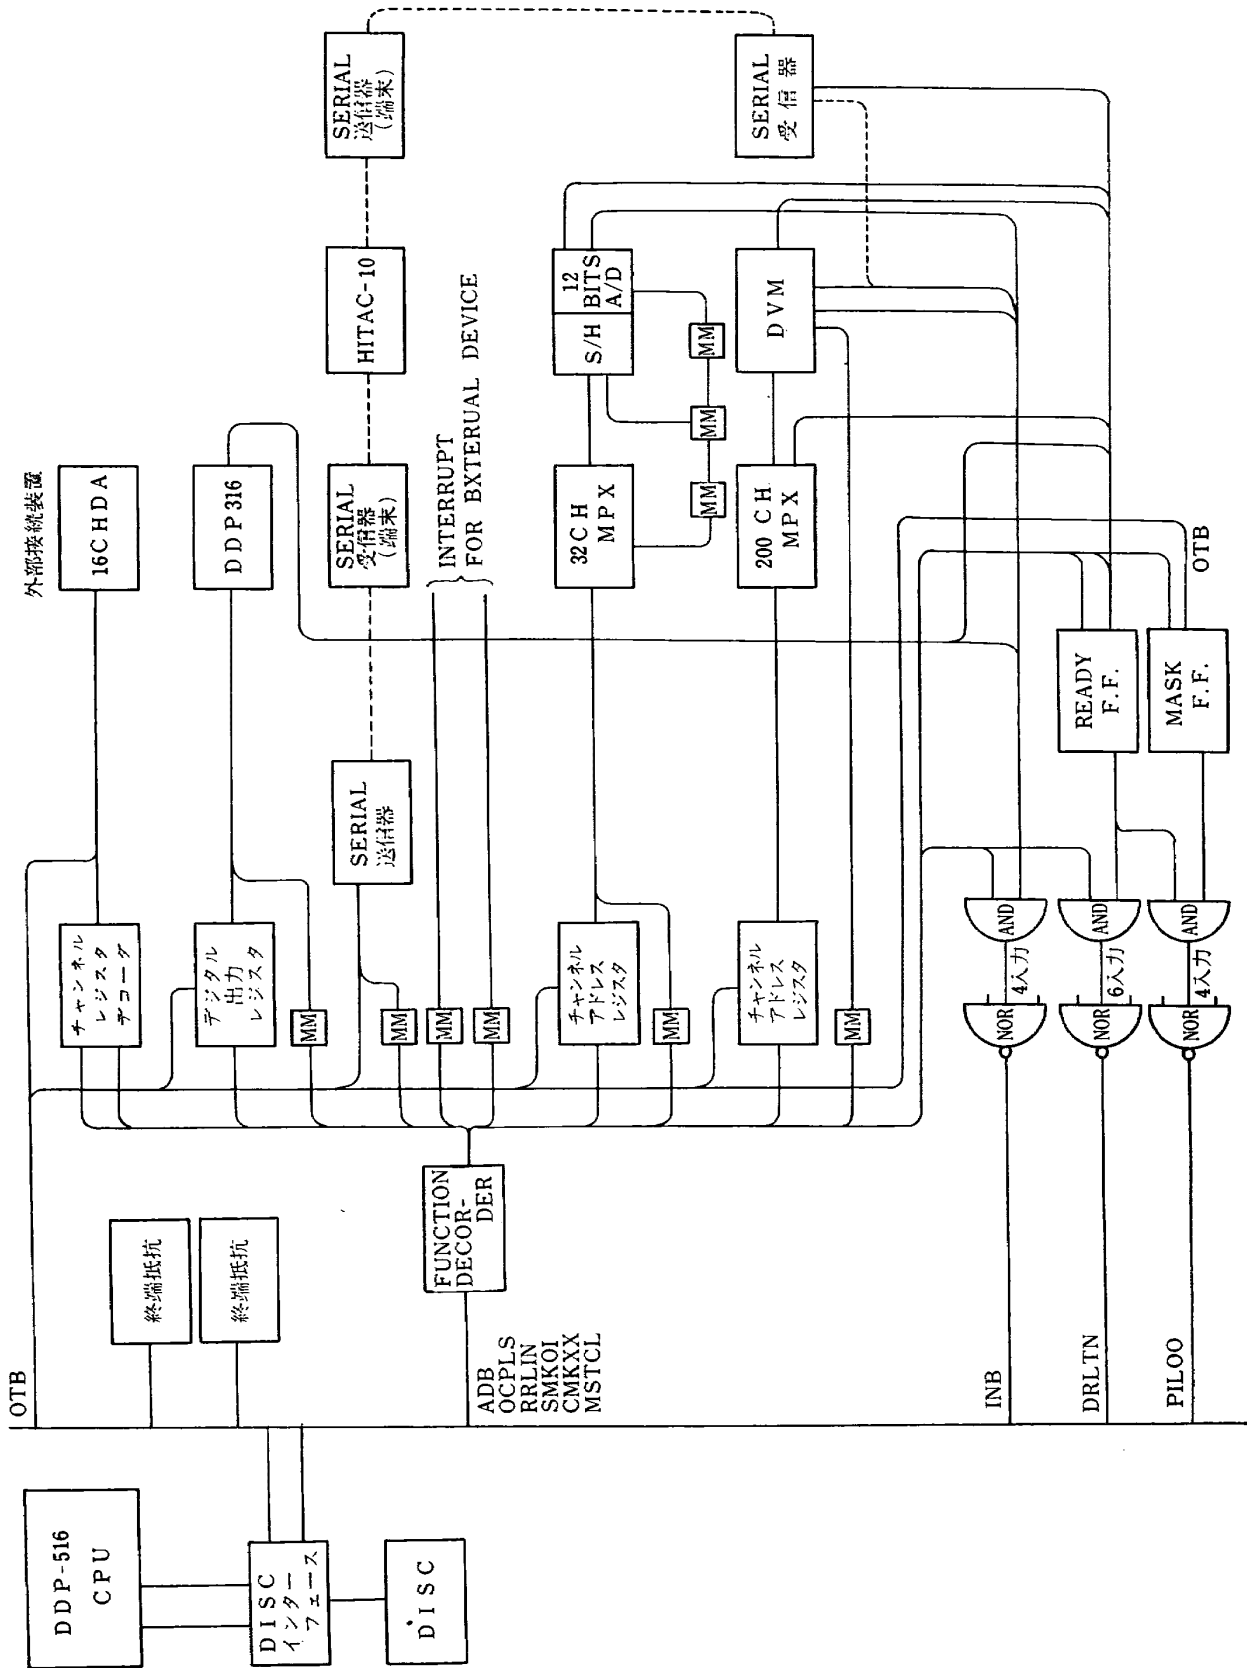 DDP-516
CPU
DISC
インター
フェース
DISC
OTB
終端抵抗
終端抵抗
ADB
OCPLS
RRLIN
SMKOI
CMKXX
MSTCL
INB
DRLTN
PILOO
FUNCTION
DECOR-
DER
チャンネル
レジスタ
デコーダ
デジタル
出力
レジスタ
MM
MM
MM
MM
チャンネル
アドレス
レジスタ
MM
チャンネル
アドレス
レジスタ
MM
NOR
4入力
AND
NOR
6入力
AND
NOR
4入力
AND
SERIAL
送信器
READY
F.F.
MASK
F.F.
OTB
外部接続装置
16CHDA
DDP316
SERIAL
受信器
(端末)
INTERRUPT
FOR BXTERUAL DEVICE
32CH
MPX
MM
MM
MM
200 CH
MPX
HITAC-10
S/H
12
BITS
A/D
DVM
SERIAL
送信器
(端末)
SERIAL
受信器